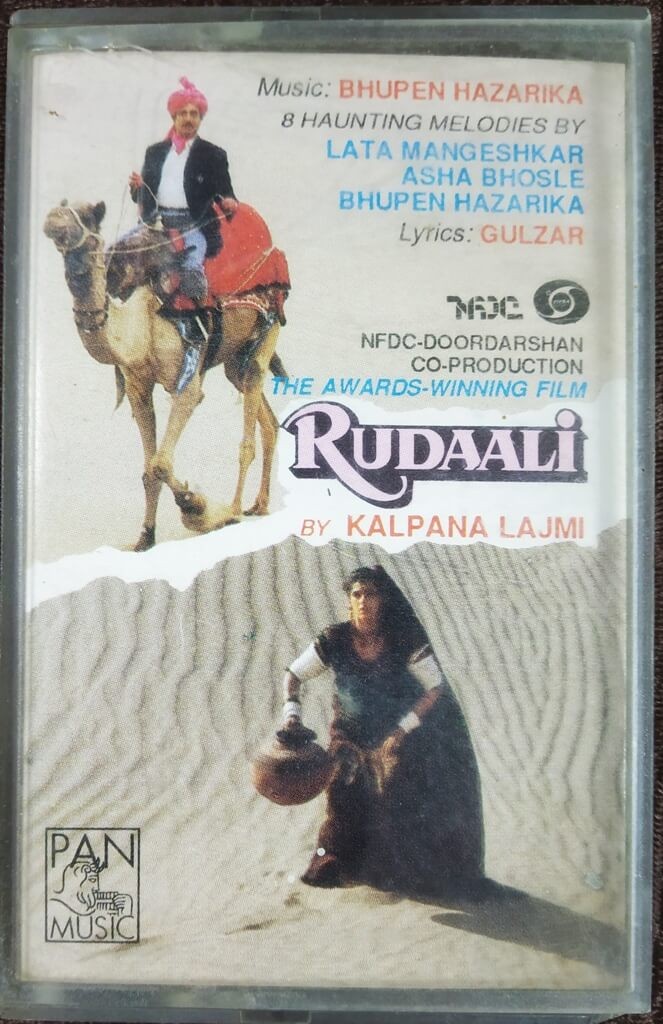 Music: BHUPEN HAZARIKA
8 HAUNTING MELODIES BY
LATA MANGESHKAR
ASHA BHOSLE
BHUPEN HAZARIKA
Lyrics: GULZAR
NFDC
NFDC-DOORDARSHAN
CO-PRODUCTION
THE AWARDS-WINNING FILM
RUDAALI
BY KALPANA LAJMI
PAN
MUSIC